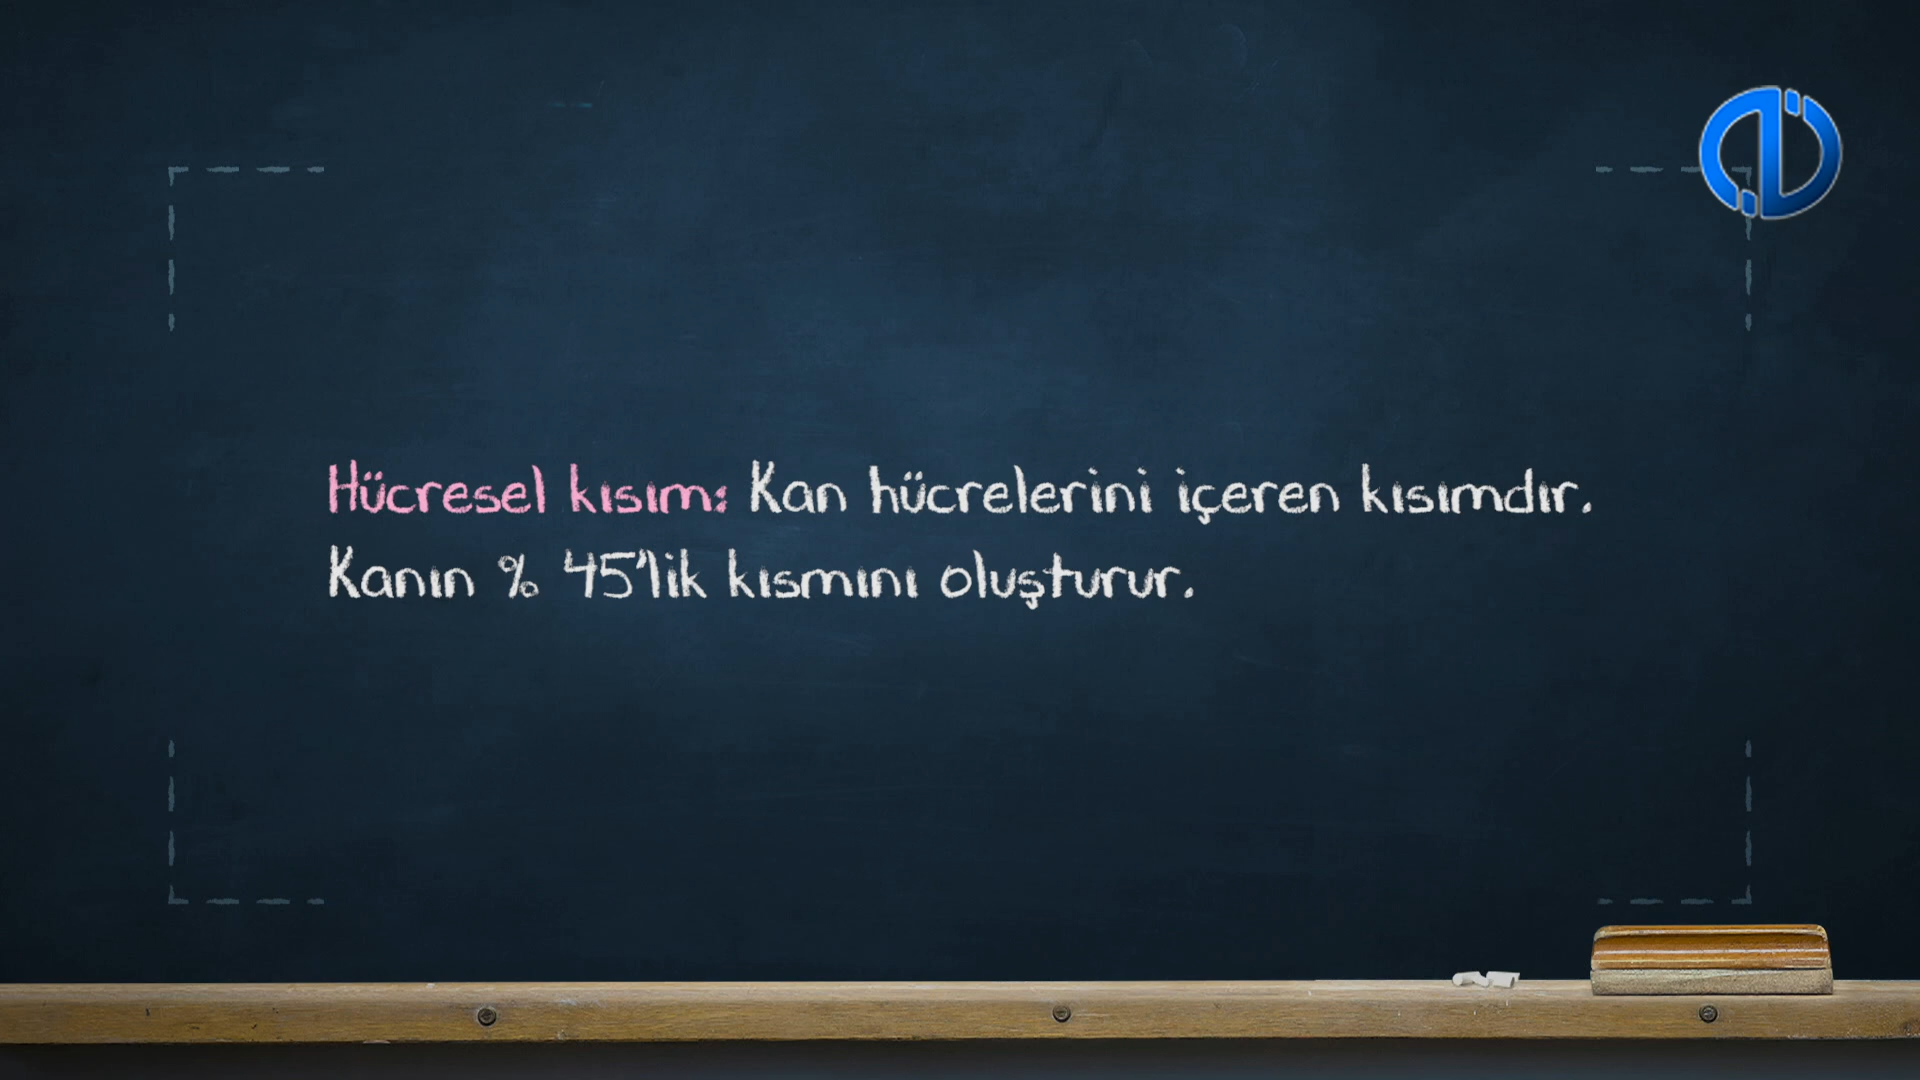 Hücresel kısım: Kan hücrelerini içeren kısımdır.
Kanın % 45'lik kısmını oluşturur.